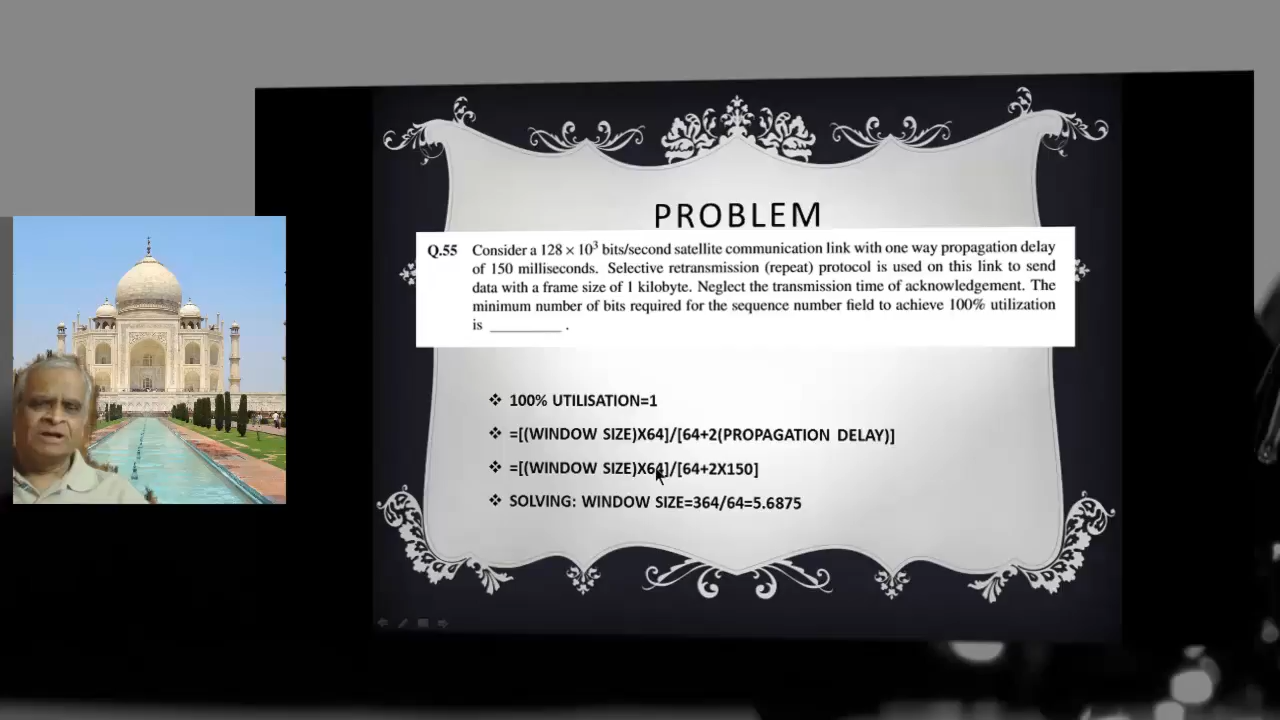 PROBLEM
Q.55 Consider a 128 × 10³ bits/second satellite communication link with one way propagation delay
of 150 milliseconds. Selective retransmission (repeat) protocol is used on this link to send
data with a frame size of 1 kilobyte. Neglect the transmission time of acknowledgement. The
minimum number of bits required for the sequence number field to achieve 100% utilization
is ________ .
❖ 100% UTILISATION=1
❖ =[(WINDOW SIZE)X64]/[64+2(PROPAGATION DELAY)]
❖ =[(WINDOW SIZE)X64]/[64+2X150]
❖ SOLVING: WINDOW SIZE=364/64=5.6875